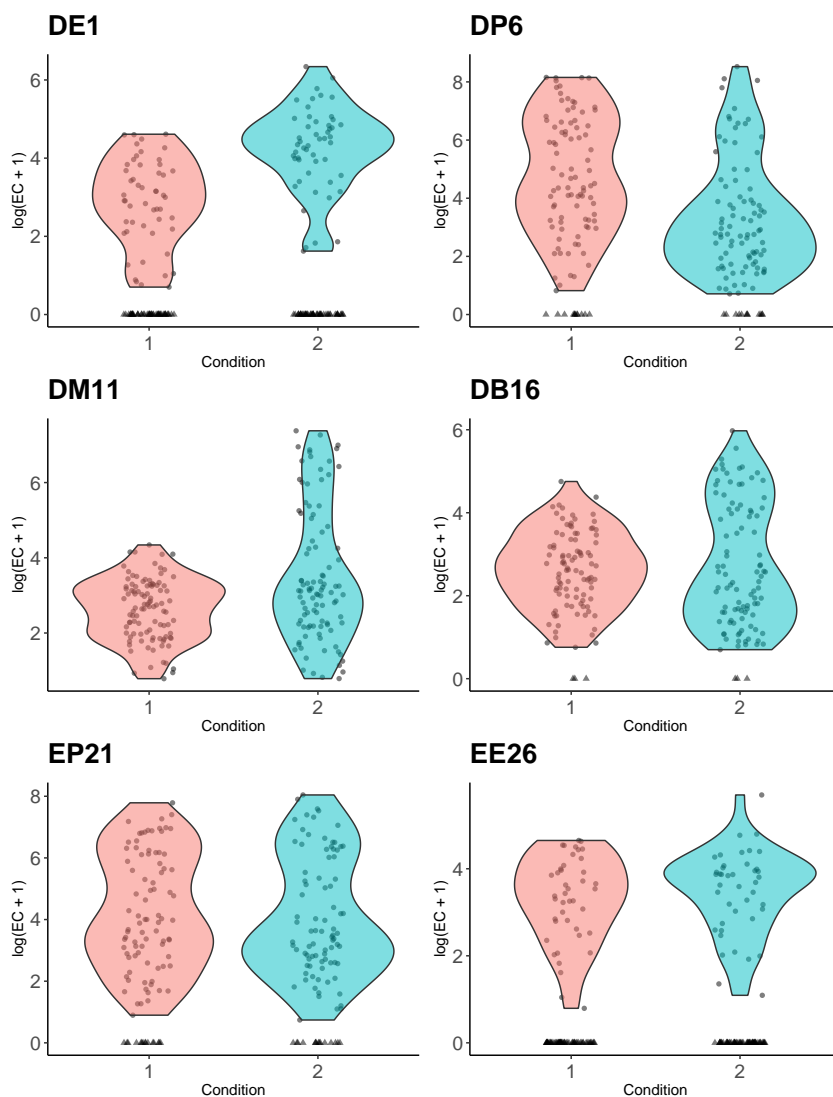 DE1
log(EC + 1)
6
4
2
0
1 2
Condition
DP6
log(EC + 1)
8
6
4
2
0
1 2
Condition
DM11
log(EC + 1)
6
4
2
1 2
Condition
DB16
log(EC + 1)
6
4
2
0
1 2
Condition
EP21
log(EC + 1)
8
6
4
2
0
1 2
Condition
EE26
log(EC + 1)
4
2
0
1 2
Condition